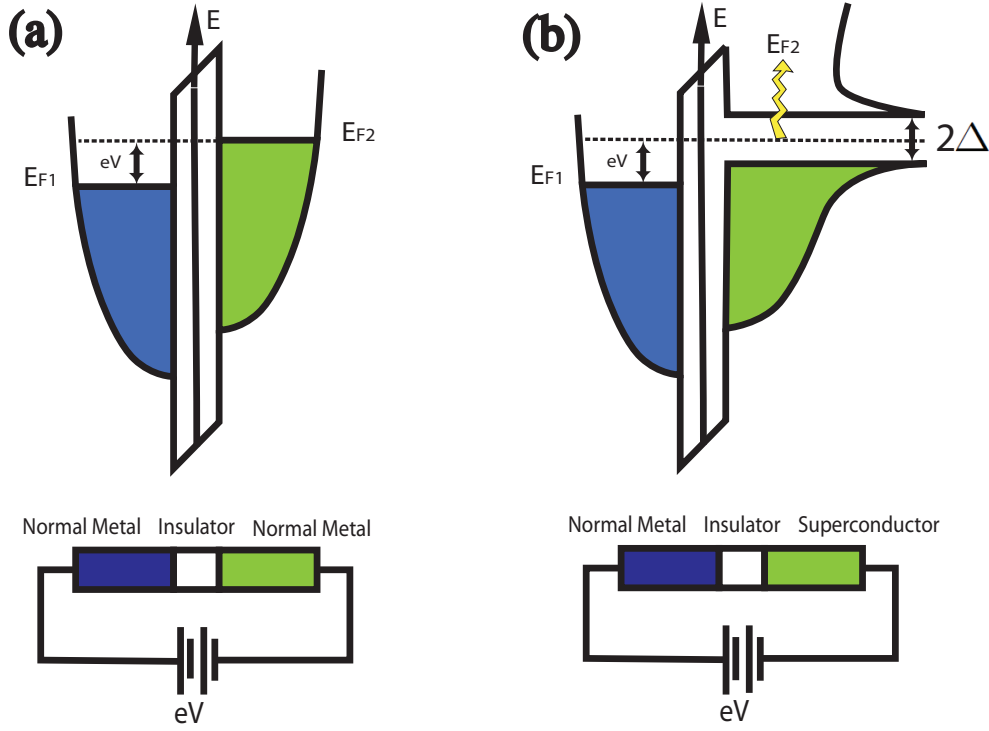 (a)
E
EF2
eV
EF1
Normal Metal
Insulator
Normal Metal
eV
(b)
E
EF2
2Δ
eV
EF1
Normal Metal
Insulator
Superconductor
eV